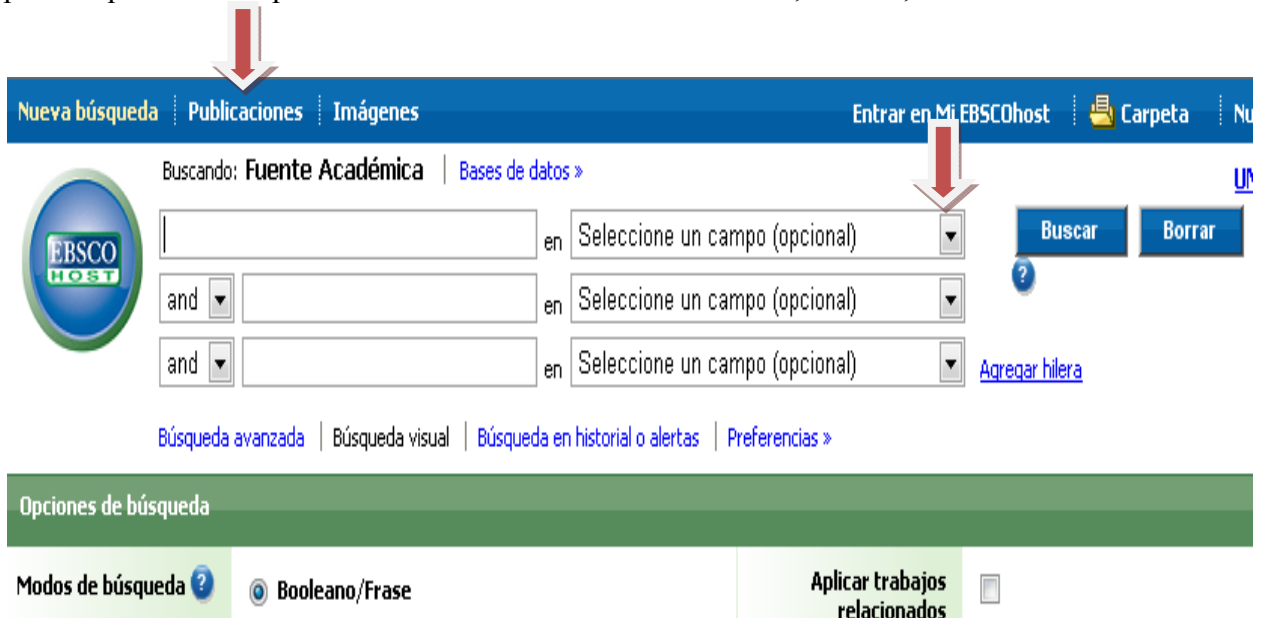 Nueva búsqueda Publicaciones Imágenes Entrar en Mi EBSCOhost Carpeta
Buscando: Fuente Académica Bases de datos »
EBSCO
HOST
en Seleccione un campo (opcional) Buscar Borrar
?
and en Seleccione un campo (opcional)
and en Seleccione un campo (opcional) Agregar hilera
Búsqueda avanzada Búsqueda visual Búsqueda en historial o alertas Preferencias »
Opciones de búsqueda
Modos de búsqueda ? Booleano/Frase Aplicar trabajos
relacionados